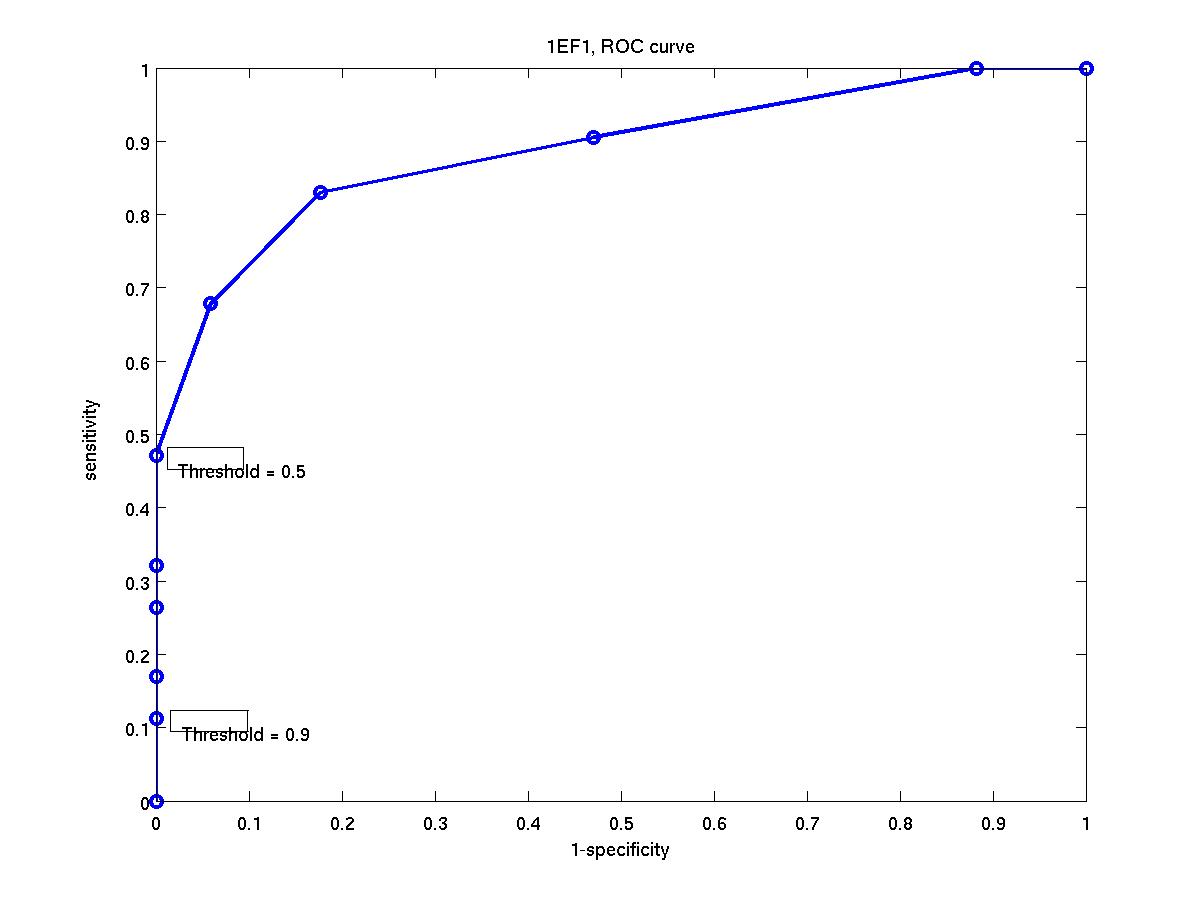 1EF1, ROC curve
1
0.9
0.8
0.7
0.6
0.5
0.4
0.3
0.2
0.1
0
sensitivity
Threshold = 0.5
Threshold = 0.9
0 0.1 0.2 0.3 0.4 0.5 0.6 0.7 0.8 0.9 1
1-specificity